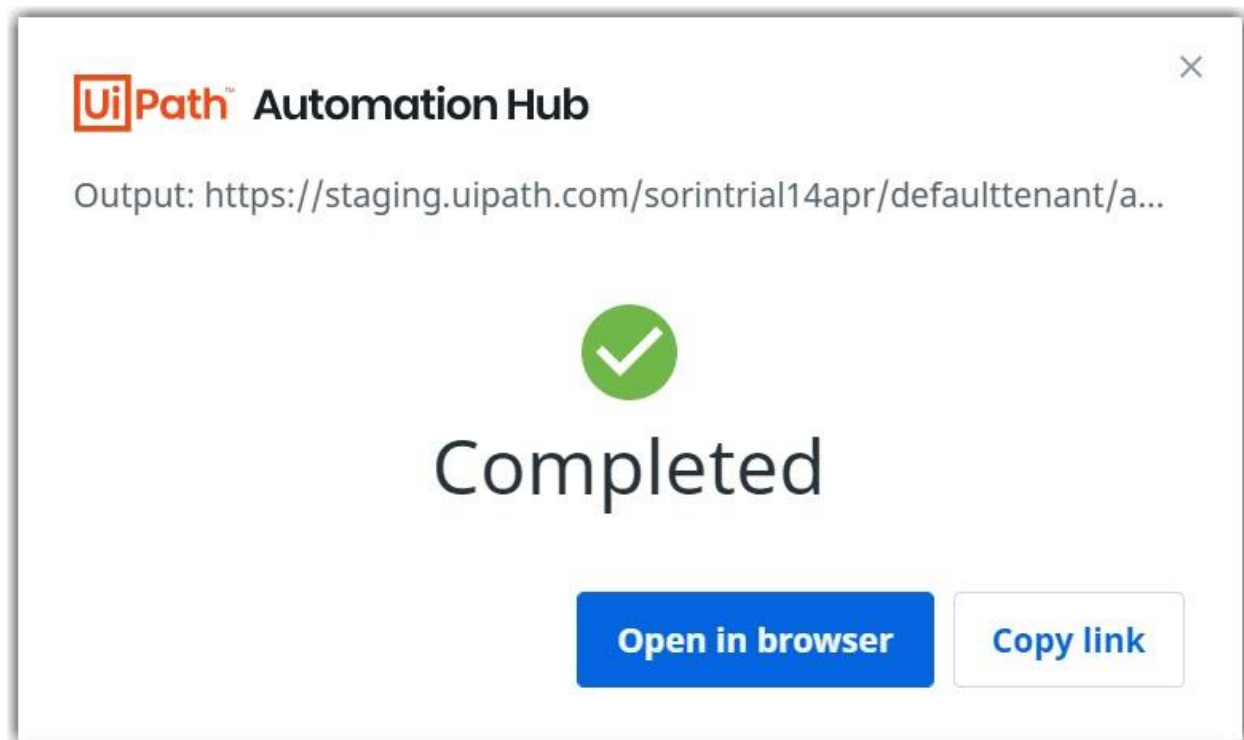 UiPath™ Automation Hub
Output: https://staging.uipath.com/sorintrial14apr/defaulttenant/a...
Completed
Open in browser Copy link